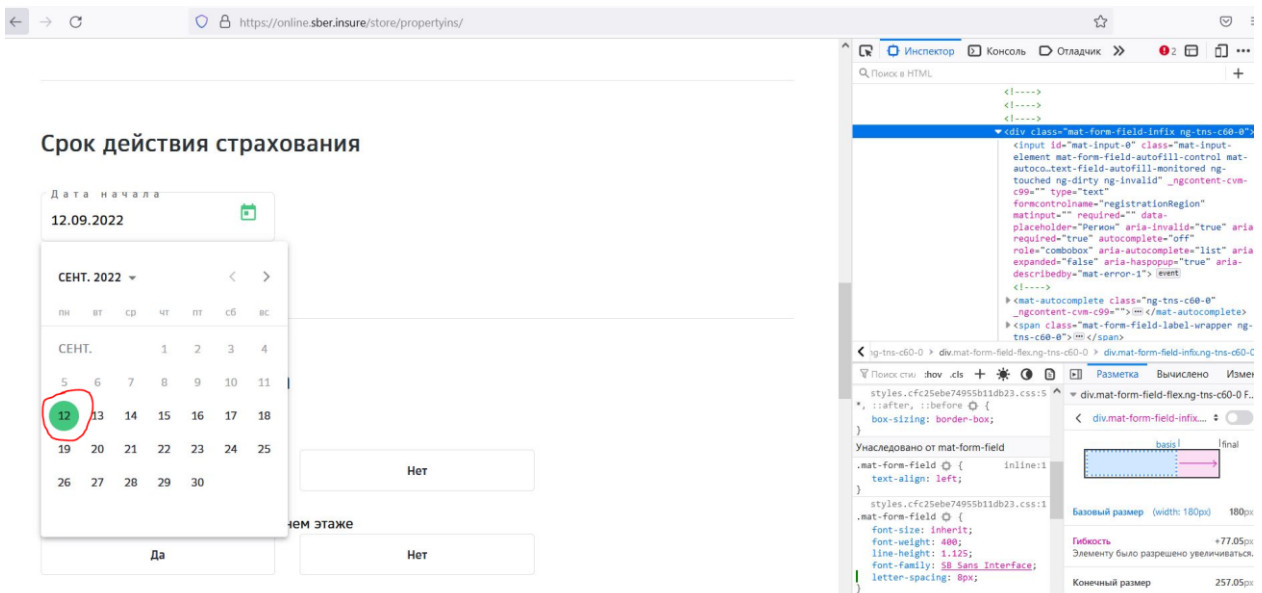 https://online.sber.insure/store/propertyins/
Срок действия страхования
Дата начала
12.09.2022
СЕНТ. 2022
пн вт ср чт пт сб вс
СЕНТ. 1 2 3 4
5 6 7 8 9 10 11
12 13 14 15 16 17 18
19 20 21 22 23 24 25
26 27 28 29 30
Нет
нем этаже
Да Нет
Инспектор Консоль Отладчик 2
Поиск в HTML
<!---->
<!---->
<!---->
<div class="mat-form-field-infix ng-tns-c60-0">
<input id="mat-input-0" class="mat-input-
element mat-form-field-autofill-control mat-
autoco…text-field-autofill-monitored ng-
touched ng-dirty ng-invalid" _ngcontent-cvm-
c99="" type="text"
formcontrolname="registrationRegion"
matinput="" required="" data-
placeholder="Регион" aria-invalid="true" aria
required="true" autocomplete="off"
role="combobox" aria-autocomplete="list" aria
expanded="false" aria-haspopup="true" aria-
describedby="mat-error-1"> event
<!---->
<mat-autocomplete class="ng-tns-c60-0"
_ngcontent-cvm-c99=""> </mat-autocomplete>
<span class="mat-form-field-label-wrapper ng-
tns-c60-0"> </span>
ng-tns-c60-0 > div.mat-form-field-flex.ng-tns-c60-0 > div.mat-form-field-infix.ng-tns-c60-0
Поиск сти :hov .cls +
styles.cfc25ebe74955b11db23.css:5
*, ::after, ::before {
box-sizing: border-box;
}
Унаследовано от mat-form-field
.mat-form-field { inline:1
text-align: left;
}
styles.cfc25ebe74955b11db23.css:1
.mat-form-field {
font-size: inherit;
font-weight: 400;
line-height: 1.125;
font-family: SB Sans Interface;
letter-spacing: 8px;
}
Разметка Вычислено Измен
div.mat-form-field-flex.ng-tns-c60-0 F..
div.mat-form-field-infix....
basis final
Базовый размер (width: 180px) 180px
Гибкость +77.05px
Элементу было разрешено увеличиваться.
Конечный размер 257.05px